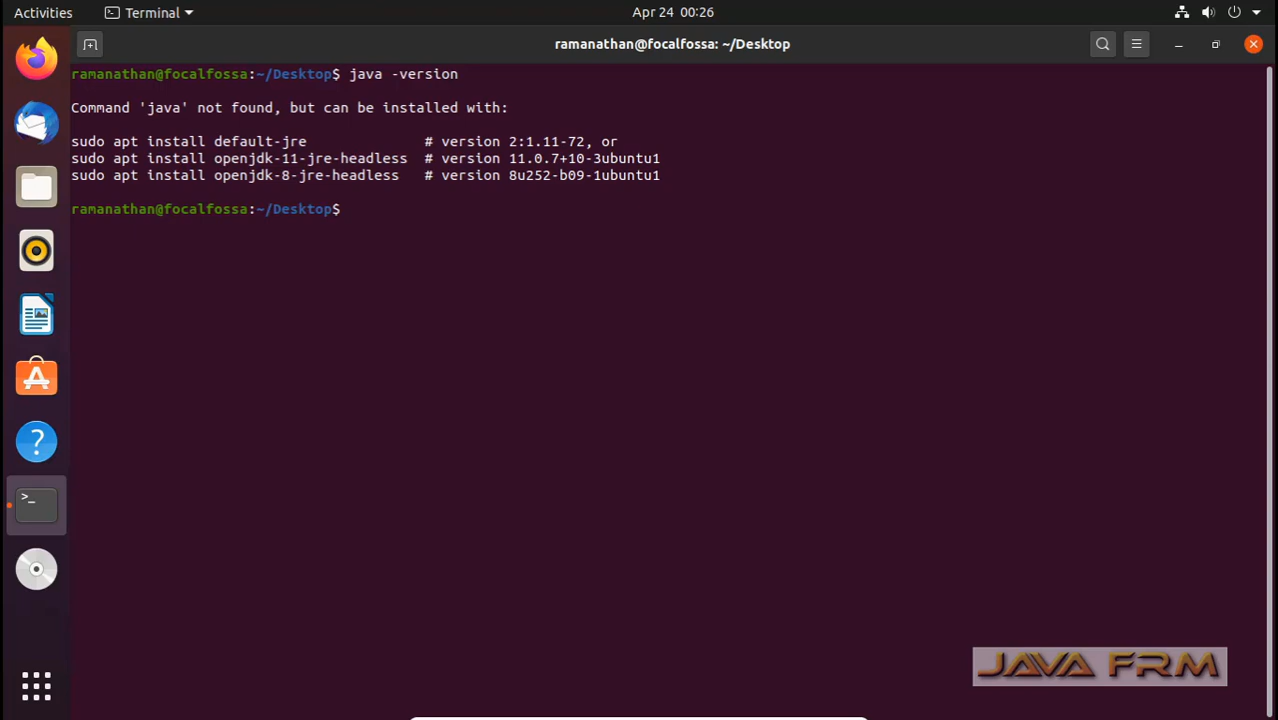 Activities
Terminal
Apr 24 00:26
ramanathan@focalfossa: ~/Desktop
ramanathan@focalfossa:~/Desktop$ java -version
Command 'java' not found, but can be installed with:
sudo apt install default-jre              # version 2:1.11-72, or
sudo apt install openjdk-11-jre-headless  # version 11.0.7+10-3ubuntu1
sudo apt install openjdk-8-jre-headless   # version 8u252-b09-1ubuntu1
ramanathan@focalfossa:~/Desktop$
JAVA FRM